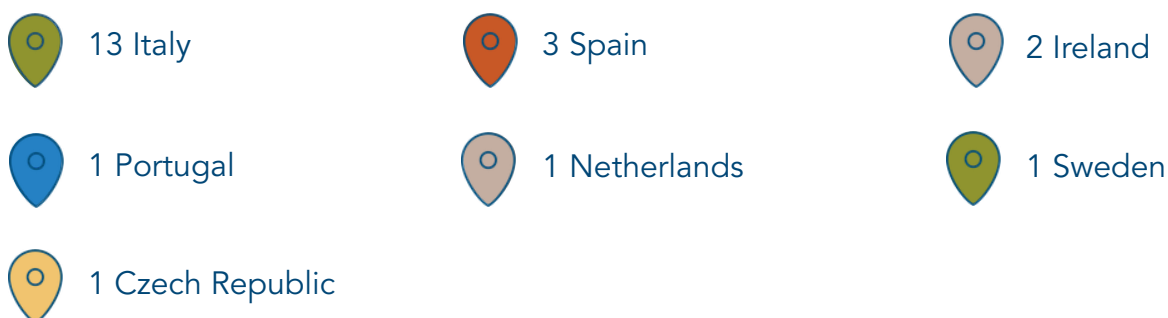 13 Italy
3 Spain
2 Ireland
1 Portugal
1 Netherlands
1 Sweden
1 Czech Republic